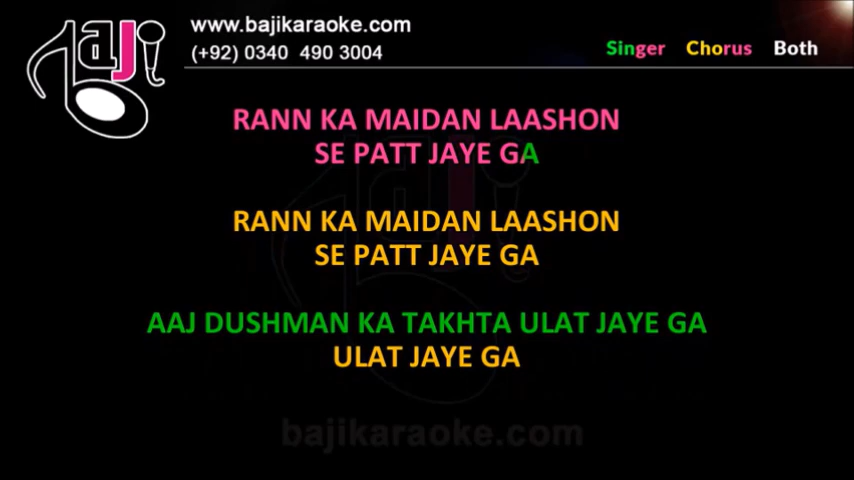 www.bajikaraoke.com
(+92) 0340 490 3004
Singer Chorus Both
baji
RANN KA MAIDAN LAASHON
SE PATT JAYE GA
RANN KA MAIDAN LAASHON
SE PATT JAYE GA
AAJ DUSHMAN KA TAKHTA ULAT JAYE GA
ULAT JAYE GA
bajikaraoke.com